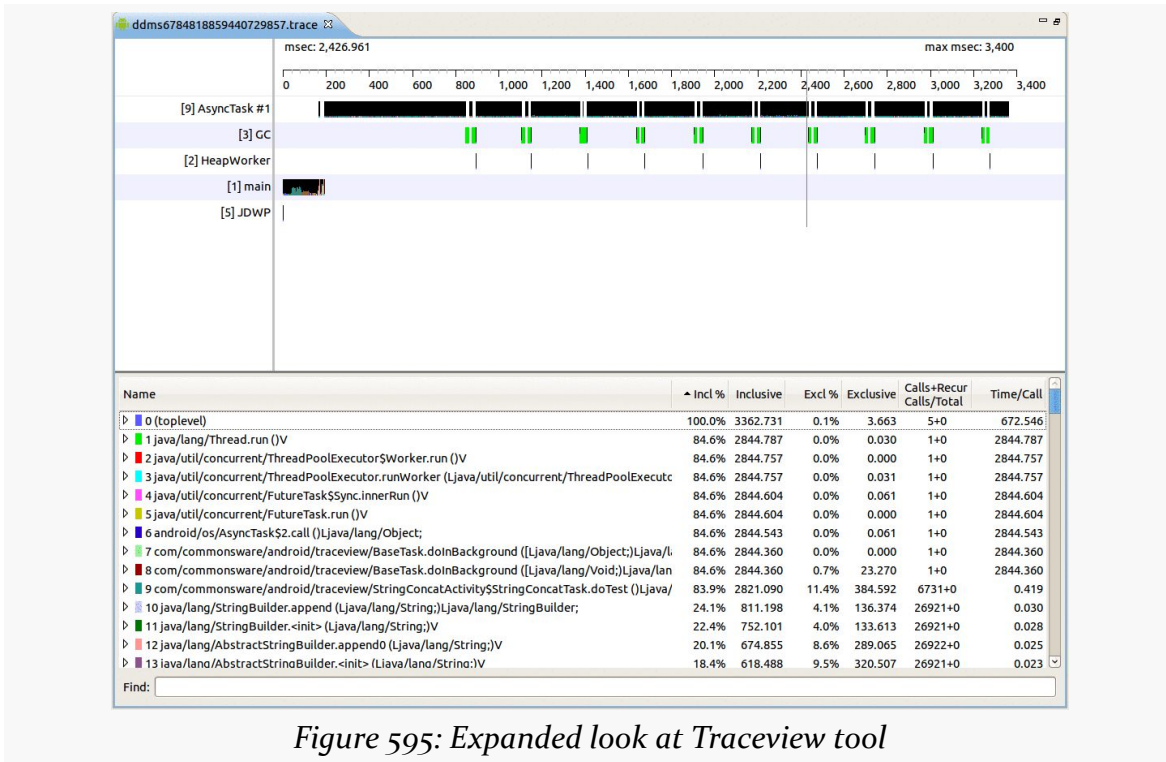 ddms6784818859440729857.trace
msec: 2,426.961 max msec: 3,400
0 200 400 600 800 1,000 1,200 1,400 1,600 1,800 2,000 2,200 2,400 2,600 2,800 3,000 3,200 3,400
[9] AsyncTask #1
[3] GC
[2] HeapWorker
[1] main
[5] JDWP
Name Incl % Inclusive Excl % Exclusive Calls+Recur Calls/Total Time/Call
0 (toplevel) 100.0% 3362.731 0.1% 3.663 5+0 672.546
1 java/lang/Thread.run ()V 84.6% 2844.787 0.0% 0.030 1+0 2844.787
2 java/util/concurrent/ThreadPoolExecutor$Worker.run ()V 84.6% 2844.757 0.0% 0.000 1+0 2844.757
3 java/util/concurrent/ThreadPoolExecutor.runWorker (Ljava/util/concurrent/ThreadPoolExecutc 84.6% 2844.757 0.0% 0.031 1+0 2844.757
4 java/util/concurrent/FutureTask$Sync.innerRun ()V 84.6% 2844.604 0.0% 0.061 1+0 2844.604
5 java/util/concurrent/FutureTask.run ()V 84.6% 2844.604 0.0% 0.000 1+0 2844.604
6 android/os/AsyncTask$2.call ()Ljava/lang/Object; 84.6% 2844.543 0.0% 0.061 1+0 2844.543
7 com/commonsware/android/traceview/BaseTask.doInBackground ([Ljava/lang/Object;)Ljava/l 84.6% 2844.360 0.0% 0.000 1+0 2844.360
8 com/commonsware/android/traceview/BaseTask.doInBackground ([Ljava/lang/Void;)Ljava/lan 84.6% 2844.360 0.7% 23.270 1+0 2844.360
9 com/commonsware/android/traceview/StringConcatActivity$StringConcatTask.doTest ()Ljava/ 83.9% 2821.090 11.4% 384.592 6731+0 0.419
10 java/lang/StringBuilder.append (Ljava/lang/String;)Ljava/lang/StringBuilder; 24.1% 811.198 4.1% 136.374 26921+0 0.030
11 java/lang/StringBuilder.<init> (Ljava/lang/String;)V 22.4% 752.101 4.0% 133.613 26921+0 0.028
12 java/lang/AbstractStringBuilder.append0 (Ljava/lang/String;)V 20.1% 674.855 8.6% 289.065 26922+0 0.025
13 java/lang/AbstractStringBuilder.<init> (Ljava/lang/String;)V 18.4% 618.488 9.5% 320.507 26921+0 0.023
Find:
Figure 595: Expanded look at Traceview tool